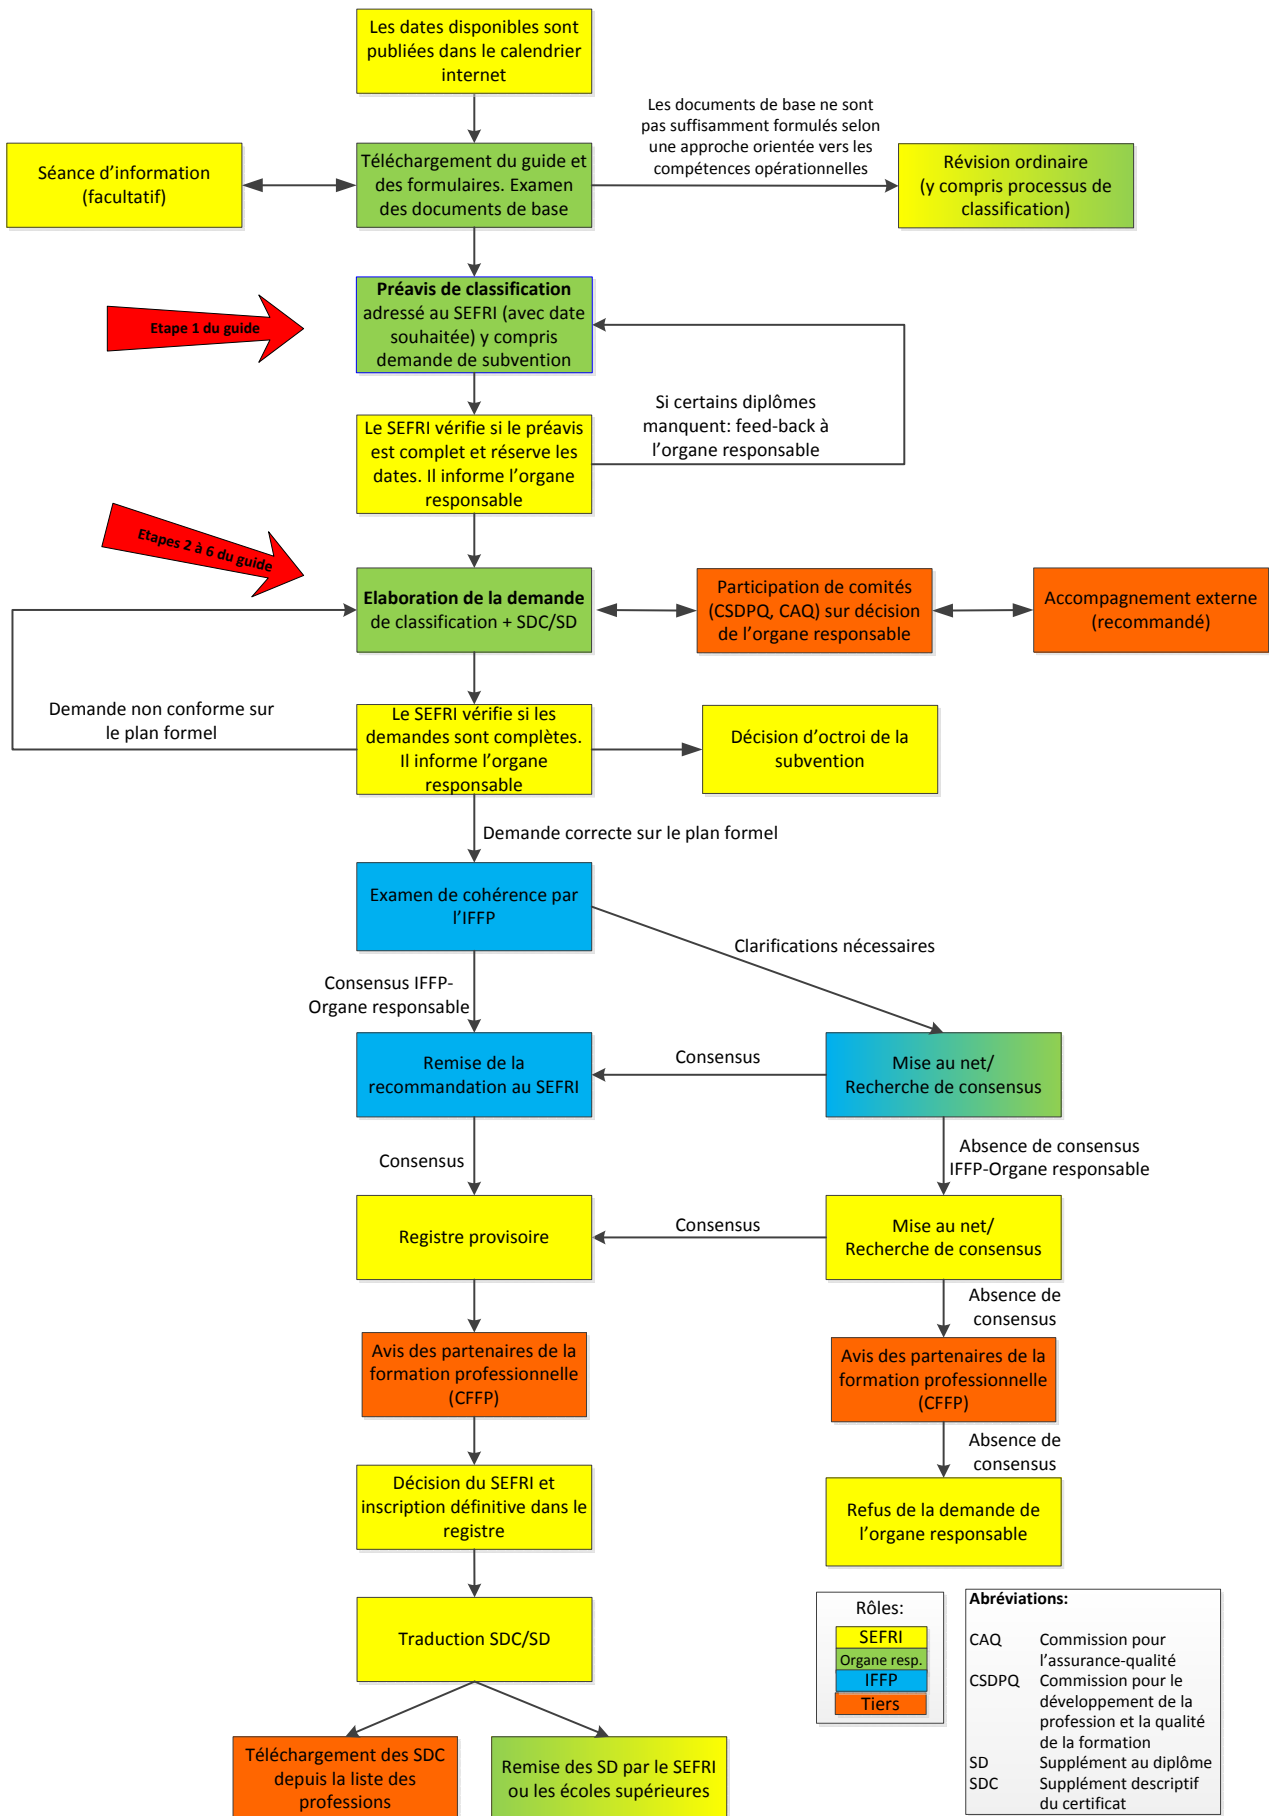 Les dates disponibles sont
publiées dans le calendrier
internet
Les documents de base ne sont
pas suffisamment formulés selon
une approche orientée vers les
compétences opérationnelles
Séance d'information
(facultatif)
Téléchargement du guide et
des formulaires. Examen
des documents de base
Révision ordinaire
(y compris processus de
classification)
Préavis de classification
adressé au SEFRI (avec date
souhaitée) y compris
demande de subvention
Etape 1 du guide
Si certains diplômes
manquent: feed-back à
l'organe responsable
Le SEFRI vérifie si le préavis
est complet et réserve les
dates. Il informe l'organe
responsable
Etapes 2 à 6 du guide
Elaboration de la demande
de classification + SDC/SD
Participation de comités
(CSDPQ, CAQ) sur décision
de l'organe responsable
Accompagnement externe
(recommandé)
Demande non conforme sur
le plan formel
Le SEFRI vérifie si les
demandes sont complètes.
Il informe l'organe
responsable
Décision d'octroi de la
subvention
Demande correcte sur le plan formel
Examen de cohérence par
l'IFFP
Clarifications nécessaires
Consensus IFFP-
Organe responsable
Remise de la
recommandation au SEFRI
Consensus
Mise au net/
Recherche de consensus
Consensus
Absence de consensus
IFFP-Organe responsable
Registre provisoire
Consensus
Mise au net/
Recherche de consensus
Absence de
consensus
Avis des partenaires de la
formation professionnelle
(CFFP)
Avis des partenaires de la
formation professionnelle
(CFFP)
Absence de
consensus
Décision du SEFRI et
inscription définitive dans le
registre
Refus de la demande de
l'organe responsable
Traduction SDC/SD
Téléchargement des SDC
depuis la liste des
professions
Remise des SD par le SEFRI
ou les écoles supérieures
Rôles:
SEFRI
Organe resp.
IFFP
Tiers
Abréviations:
CAQ Commission pour
l'assurance-qualité
CSDPQ Commission pour le
développement de la
profession et la qualité
de la formation
SD Supplément au diplôme
SDC Supplément descriptif
du certificat